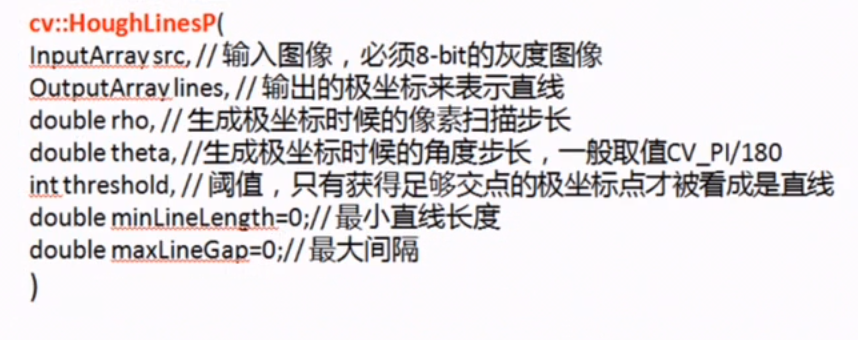 cv::HoughLinesP(
InputArray src, // 输入图像，必须8-bit的灰度图像
OutputArray lines, // 输出的极坐标来表示直线
double rho, // 生成极坐标时候的像素扫描步长
double theta, //生成极坐标时候的角度步长，一般取值CV_PI/180
int threshold, // 阈值，只有获得足够交点的极坐标点才被看成是直线
double minLineLength=0;// 最小直线长度
double maxLineGap=0;// 最大间隔
)